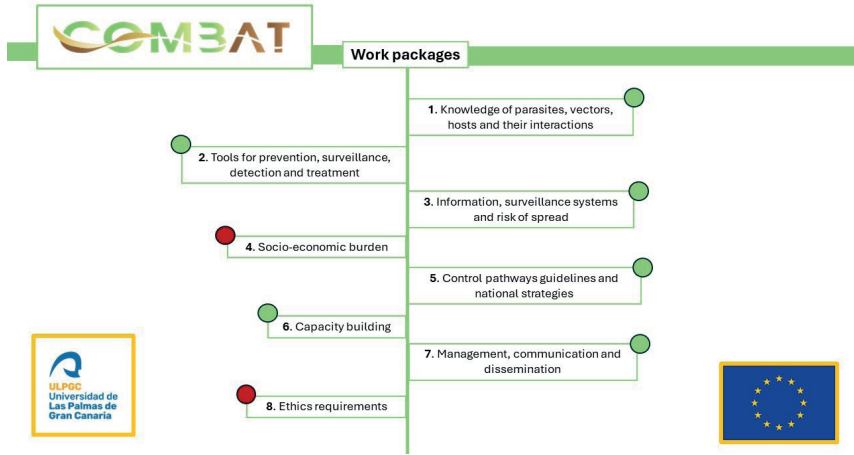 COMBAT
Work packages
1. Knowledge of parasites, vectors,
hosts and their interactions
2. Tools for prevention, surveillance,
detection and treatment
3. Information, surveillance systems
and risk of spread
4. Socio-economic burden
5. Control pathways guidelines and
national strategies
6. Capacity building
7. Management, communication and
dissemination
8. Ethics requirements
ULPGC
Universidad de
Las Palmas de
Gran Canaria